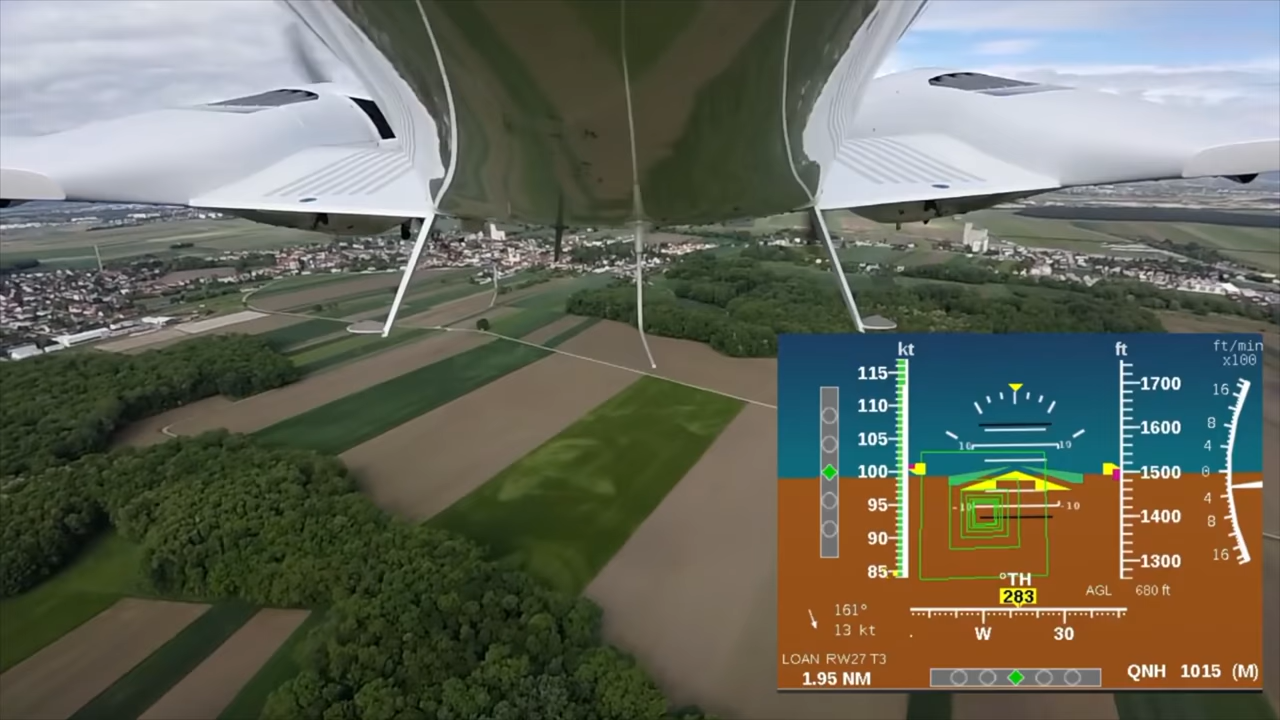 kt ft ft/min
x100
115
110
105
100
95
90
85
10 10
-10 -10
1700
1600
1500
1400
1300
16
8
4
0
4
8
16
°TH
283
AGL 680 ft
161°
13 kt
W 30
LOAN RW27 T3
1.95 NM
QNH 1015 (M)